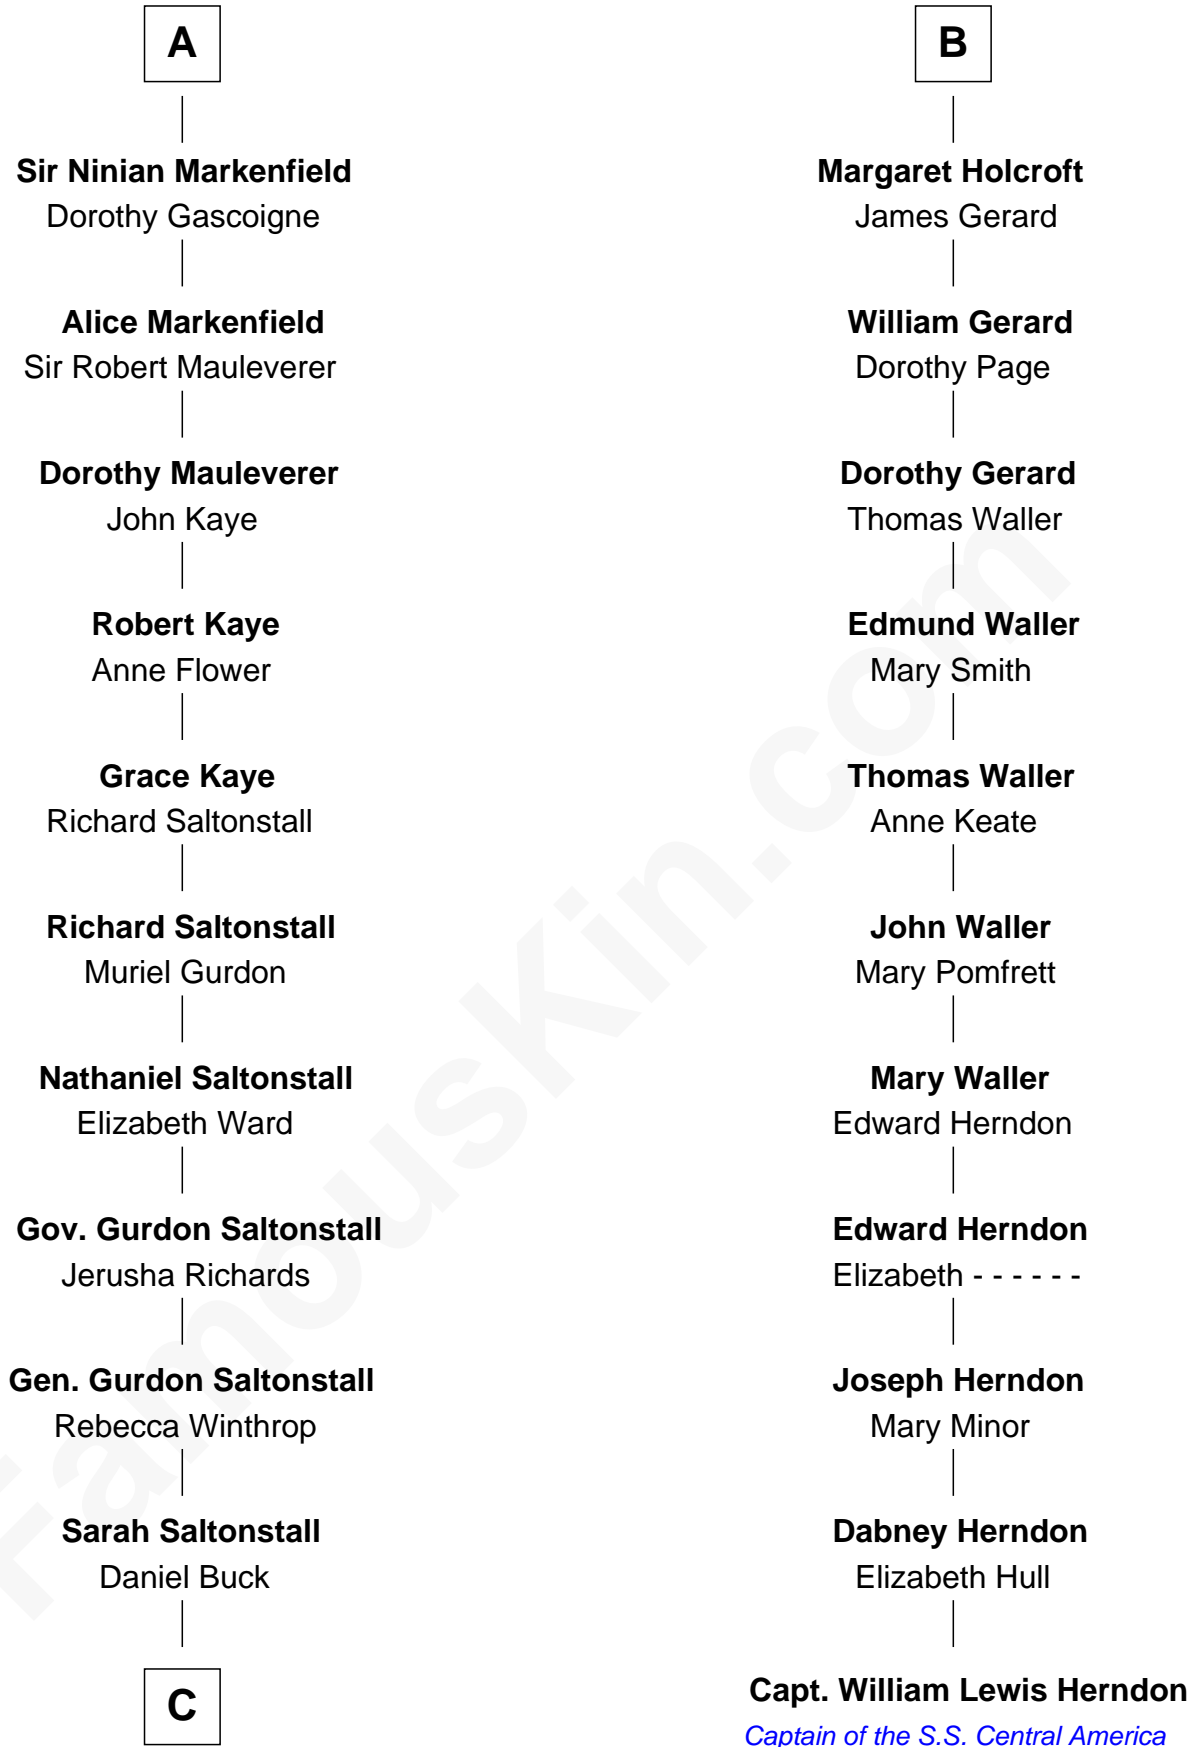 A
Sir Ninian Markenfield
Dorothy Gascoigne
Alice Markenfield
Sir Robert Mauleverer
Dorothy Mauleverer
John Kaye
Robert Kaye
Anne Flower
Grace Kaye
Richard Saltonstall
Richard Saltonstall
Muriel Gurdon
Nathaniel Saltonstall
Elizabeth Ward
Gov. Gurdon Saltonstall
Jerusha Richards
Gen. Gurdon Saltonstall
Rebecca Winthrop
Sarah Saltonstall
Daniel Buck
C
B
Margaret Holcroft
James Gerard
William Gerard
Dorothy Page
Dorothy Gerard
Thomas Waller
Edmund Waller
Mary Smith
Thomas Waller
Anne Keate
John Waller
Mary Pomfrett
Mary Waller
Edward Herndon
Edward Herndon
Elizabeth - - - - - -
Joseph Herndon
Mary Minor
Dabney Herndon
Elizabeth Hull
Capt. William Lewis Herndon
Captain of the S.S. Central America
FamousKin.com